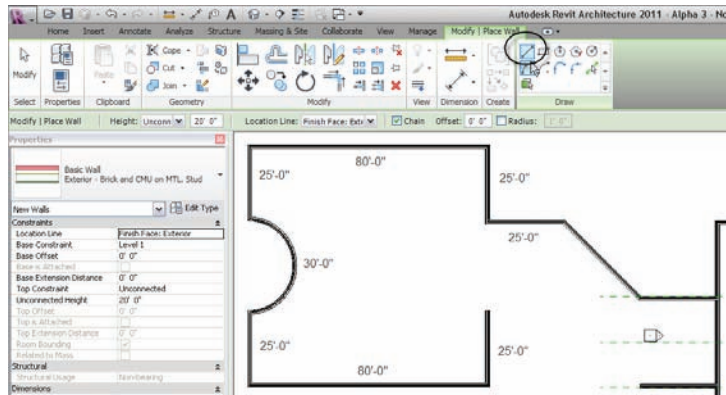 Autodesk Revit Architecture 2011 - Alpha 3 - No
Home Insert Annotate Analyze Structure Massing & Site Collaborate View Manage Modify | Place Wall
Modify Paste Cope Cut Join
Select Properties Clipboard Geometry Modify View Dimension Create Draw
Modify | Place Wall Height: Unconn 20' 0" Location Line: Finish Face: Exte Chain Offset: 0' 0" Radius: 1' 0"
Properties
Basic Wall
Exterior - Brick and CMU on MTL. Stud
New Walls Edit Type
Constraints
Location Line Finish Face: Exterior
Base Constraint Level 1
Base Offset 0' 0"
Base is Attached
Base Extension Distance 0' 0"
Top Constraint Unconnected
Unconnected Height 20' 0"
Top Offset 0' 0"
Top is Attached
Top Extension Distance 0' 0"
Room Bounding
Related to Mass
Structural
Structural Usage Non-bearing
Dimensions
80'-0"
25'-0"
25'-0"
25'-0"
30'-0"
25'-0"
25'-0"
80'-0"